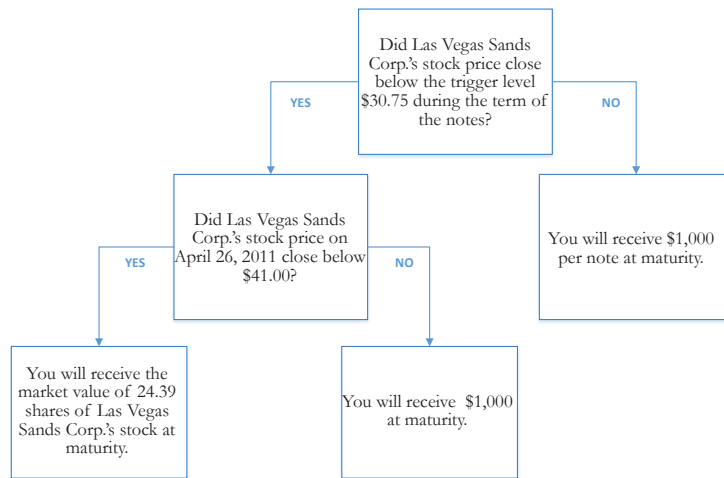 Did Las Vegas Sands
Corp.'s stock price close
below the trigger level
$30.75 during the term of
the notes?
YES
NO
Did Las Vegas Sands
Corp.'s stock price on
April 26, 2011 close below
$41.00?
You will receive $1,000
per note at maturity.
YES
NO
You will receive the
market value of 24.39
shares of Las Vegas
Sands Corp.'s stock at
maturity.
You will receive $1,000
at maturity.